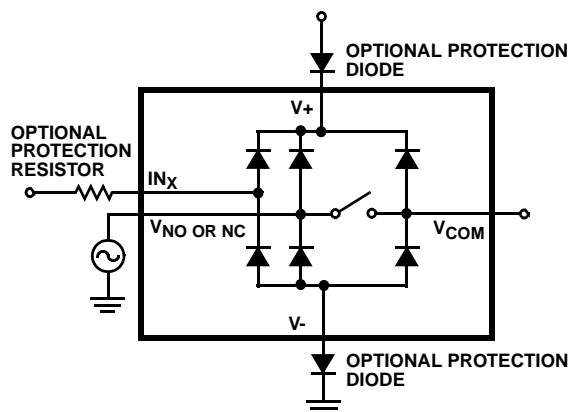 OPTIONAL PROTECTION
DIODE
V+
OPTIONAL
PROTECTION
RESISTOR
INX
VNO OR NC
VCOM
V-
OPTIONAL PROTECTION
DIODE